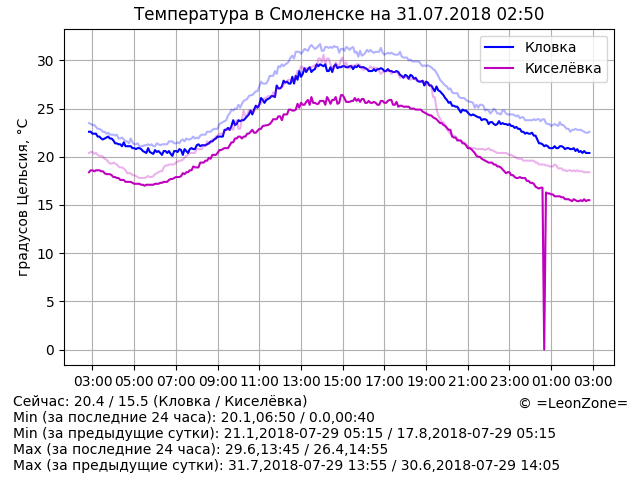 Температура в Смоленске на 31.07.2018 02:50
градусов Цельсия, °C
30
25
20
15
10
5
0
Кловка
Киселёвка
03:00 05:00 07:00 09:00 11:00 13:00 15:00 17:00 19:00 21:00 23:00 01:00 03:00
Сейчас: 20.4 / 15.5 (Кловка / Киселёвка)
© =LeonZone=
Min (за последние 24 часа): 20.1,06:50 / 0.0,00:40
Min (за предыдущие сутки): 21.1,2018-07-29 05:15 / 17.8,2018-07-29 05:15
Max (за последние 24 часа): 29.6,13:45 / 26.4,14:55
Max (за предыдущие сутки): 31.7,2018-07-29 13:55 / 30.6,2018-07-29 14:05